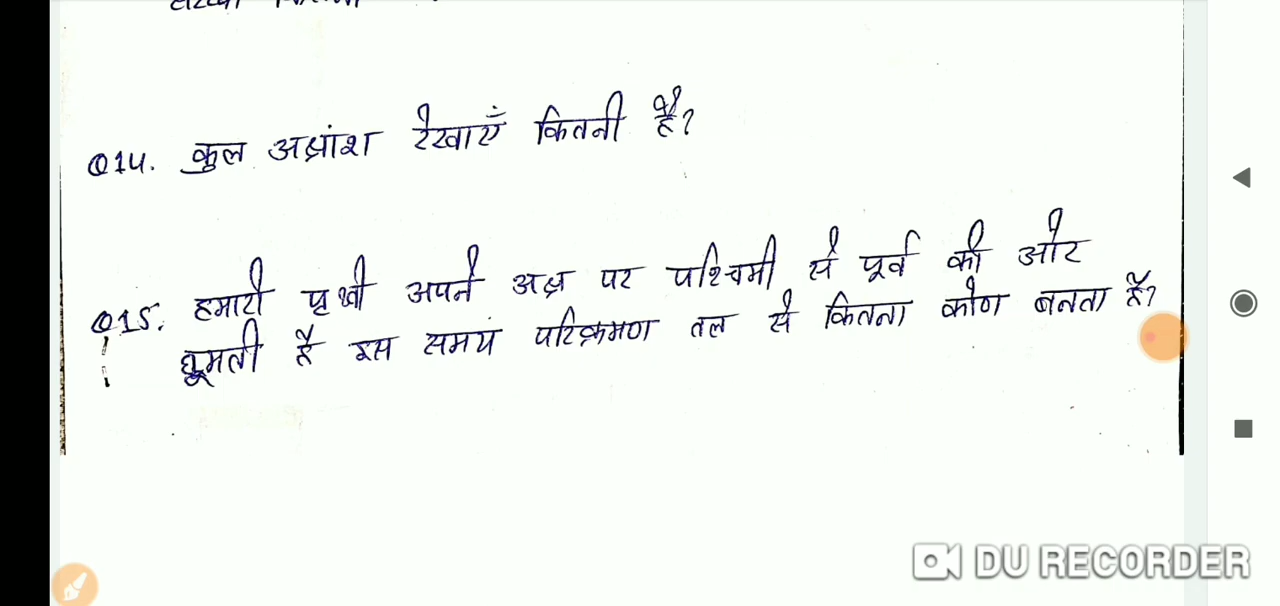 Q14. कुल अक्षांश रेखाएँ कितनी है?
Q15. हमारी पृथ्वी अपने अक्ष पर पश्चिमी से पूर्व की ओर
घूमती है इस समय परिक्रमण तल से कितना कोण बनता है?
DU RECORDER